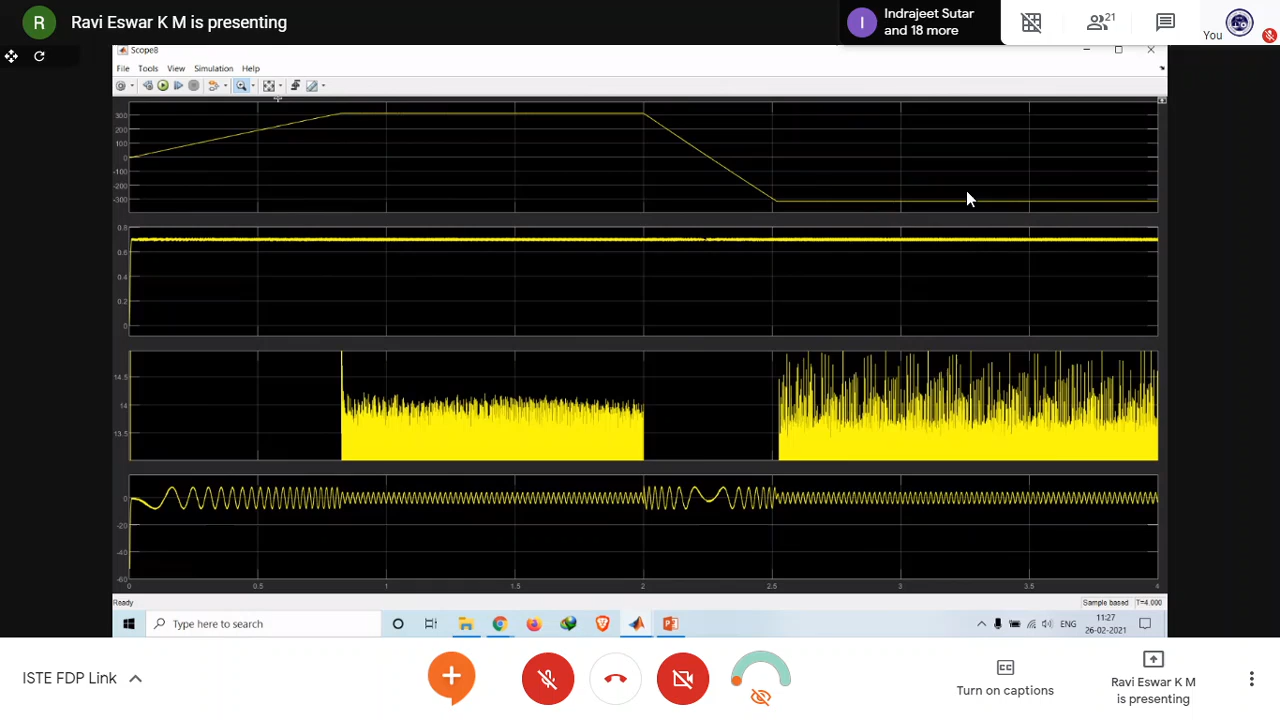 R Ravi Eswar K M is presenting
I Indrajeet Sutar
and 18 more
21
You
Scope8
File Tools View Simulation Help
300
200
100
0
-100
-200
-300
0.8
0.6
0.4
0.2
0
14.5
14
13.5
0
-20
-40
-60
0 0.5 1 1.5 2 2.5 3 3.5 4
Ready Sample based T=4.000
Type here to search
ENG
11:27
26-02-2021
ISTE FDP Link
CC
Turn on captions
Ravi Eswar K M
is presenting